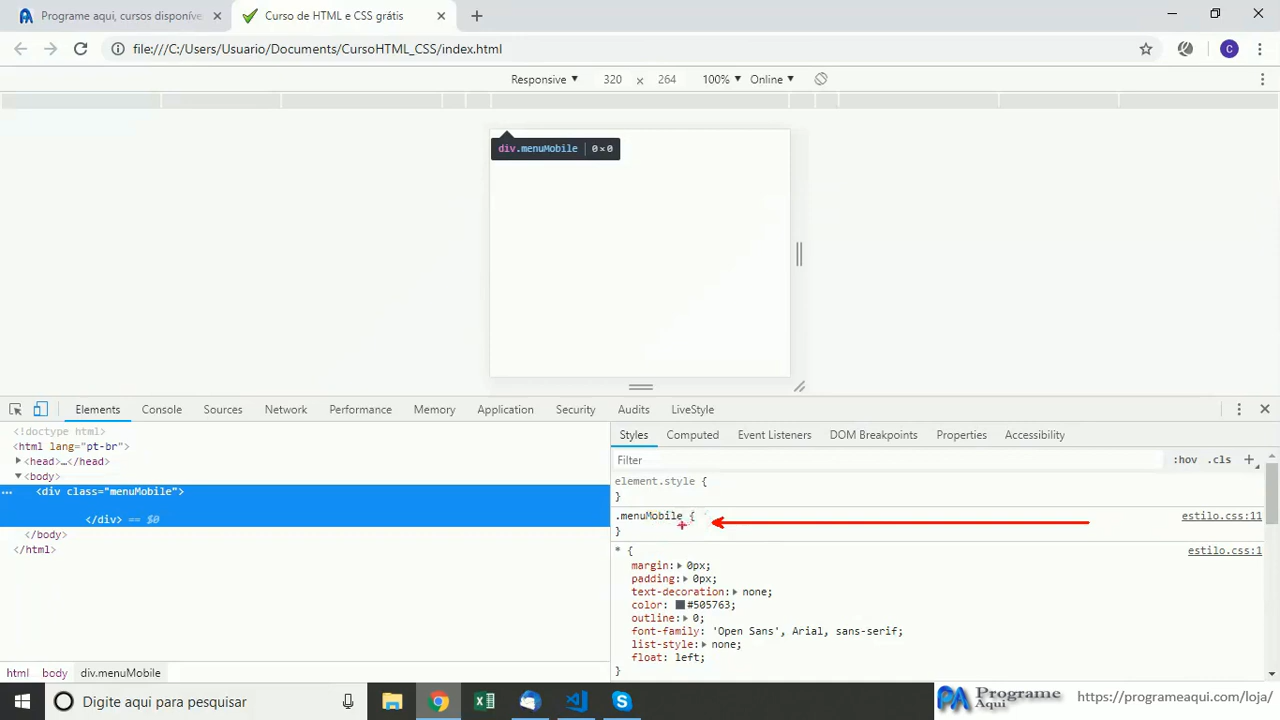 Programe aqui, cursos disponíve
Curso de HTML e CSS grátis
file:///C:/Users/Usuario/Documents/CursoHTML_CSS/index.html
C
Responsive 320 × 264 100% Online
div.menuMobile 0×0
Elements Console Sources Network Performance Memory Application Security Audits LiveStyle
<!doctype html>
<html lang="pt-br">
<head>…</head>
<body>
<div class="menuMobile">
</div> == $0
</body>
</html>
html body div.menuMobile
Styles Computed Event Listeners DOM Breakpoints Properties Accessibility
Filter :hov .cls +
element.style {
}
.menuMobile { estilo.css:11
}
* { estilo.css:1
margin: 0px;
padding: 0px;
text-decoration: none;
color: #505763;
outline: 0;
font-family: 'Open Sans', Arial, sans-serif;
list-style: none;
float: left;
}
Digite aqui para pesquisar
PA Programe
Aqui
https://programeaqui.com/loja/